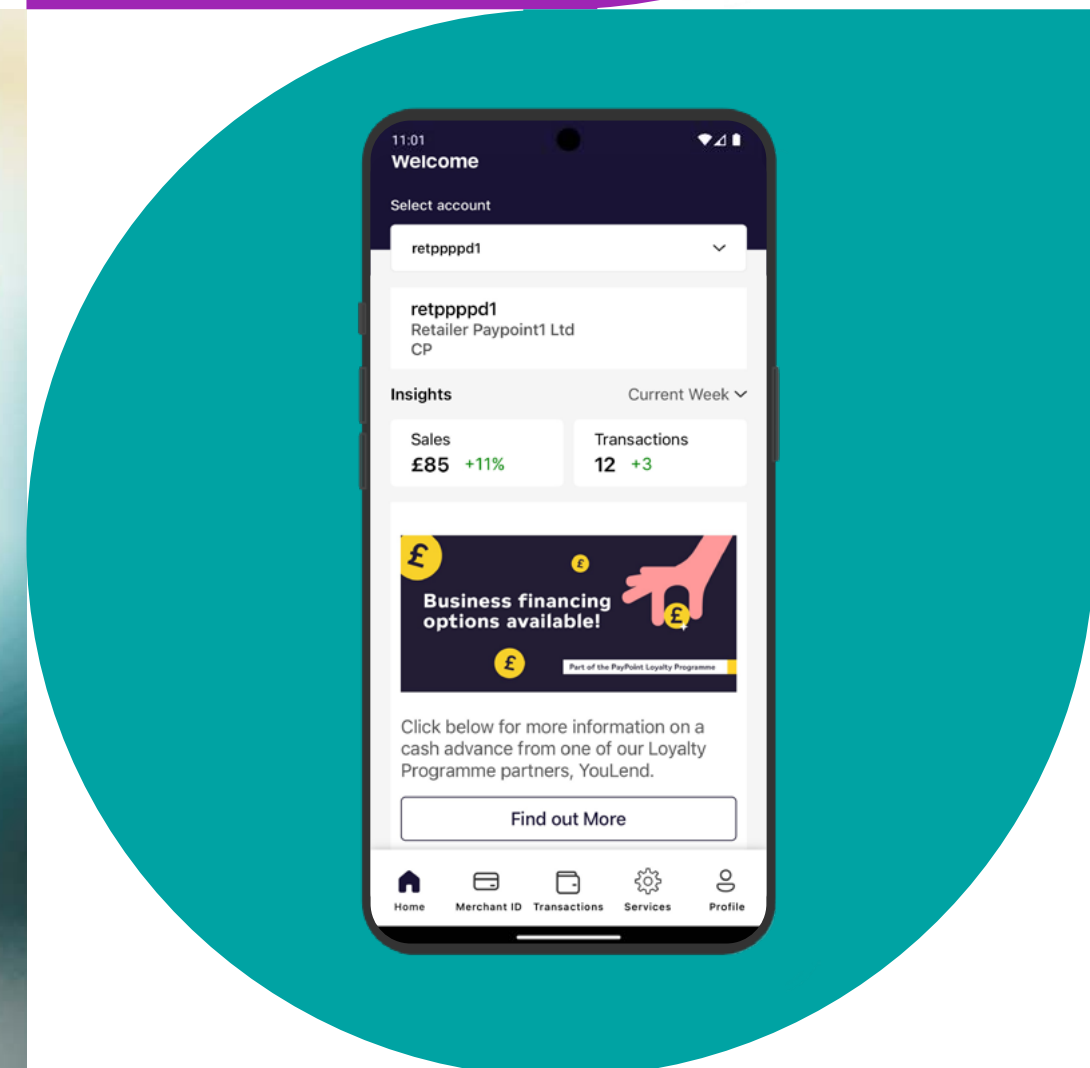 11:01
Welcome
Select account
retppppd1
retppppd1
Retailer Paypoint1 Ltd
CP
Insights
Current Week
Sales
£85 +11%
Transactions
12 +3
£
£
Business financing
options available!
£
£
Part of the PayPoint Loyalty Programme
Click below for more information on a
cash advance from one of our Loyalty
Programme partners, YouLend.
Find out More
Home
Merchant ID
Transactions
Services
Profile